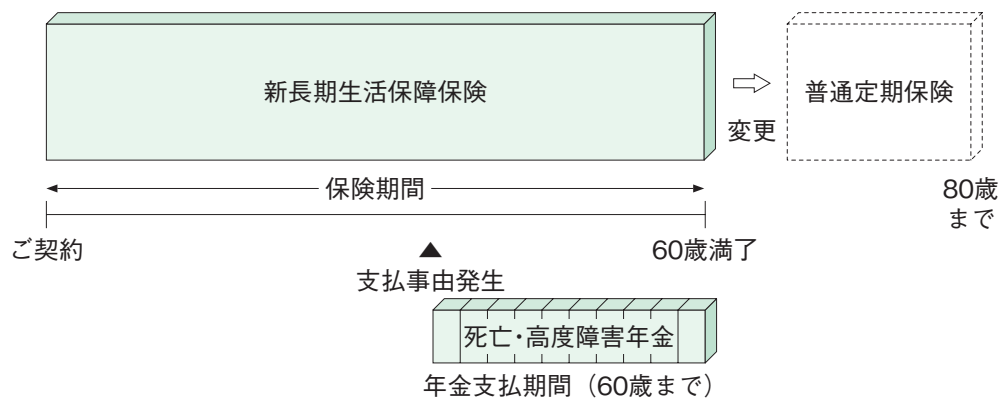 新長期生活保障保険
普通定期保険
変更
保険期間
80歳
まで
ご契約
60歳満了
支払事由発生
死亡・高度障害年金
年金支払期間（60歳まで）